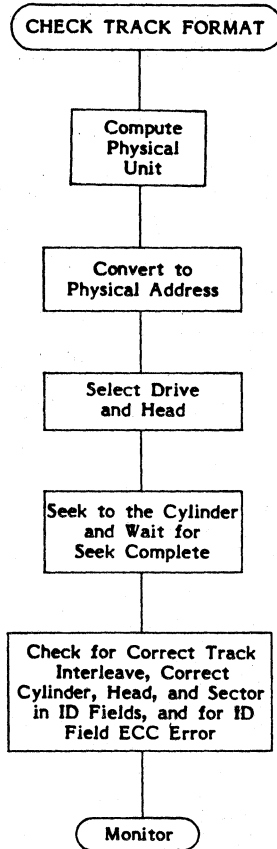 CHECK TRACK FORMAT
Compute
Physical
Unit
Convert to
Physical Address
Select Drive
and Head
Seek to the Cylinder
and Wait for
Seek Complete
Check for Correct Track
Interleave, Correct
Cylinder, Head, and Sector
in ID Fields, and for ID
Field ECC Error
Monitor